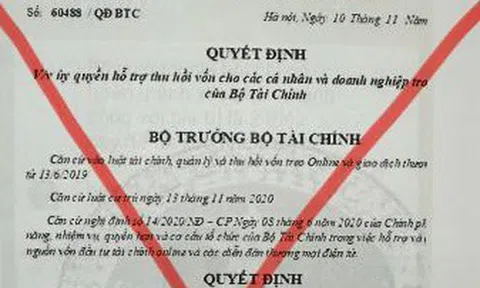 Số: 60488 / QĐ BTC
Hà nội, Ngày 10 Tháng 11 Năm
QUYẾT ĐỊNH
V/v ủy quyền hỗ trợ thu hồi vốn cho các cá nhân và doanh nghiệp tro
của Bộ Tài Chính
BỘ TRƯỞNG BỘ TÀI CHÍNH
Căn cứ vào luật tài chính, quản lý và thu hồi vốn treo Online và giao dịch thươn
từ 13/6/2019
Căn cứ luật cư trú ngày 13 tháng 11 năm 2020
Căn cứ nghị định số 14/2020/NĐ – CP Ngày 08 tháng 6 năm 2020 của Chính ph
năng, nhiệm vụ, quyền hạn và cơ cấu tổ chức của Bộ Tài Chính trong việc hỗ trợ và
nguồn vốn đầu tư tài chính online và các diễn đàn thương mại điện tử.
QUYẾT ĐỊNH